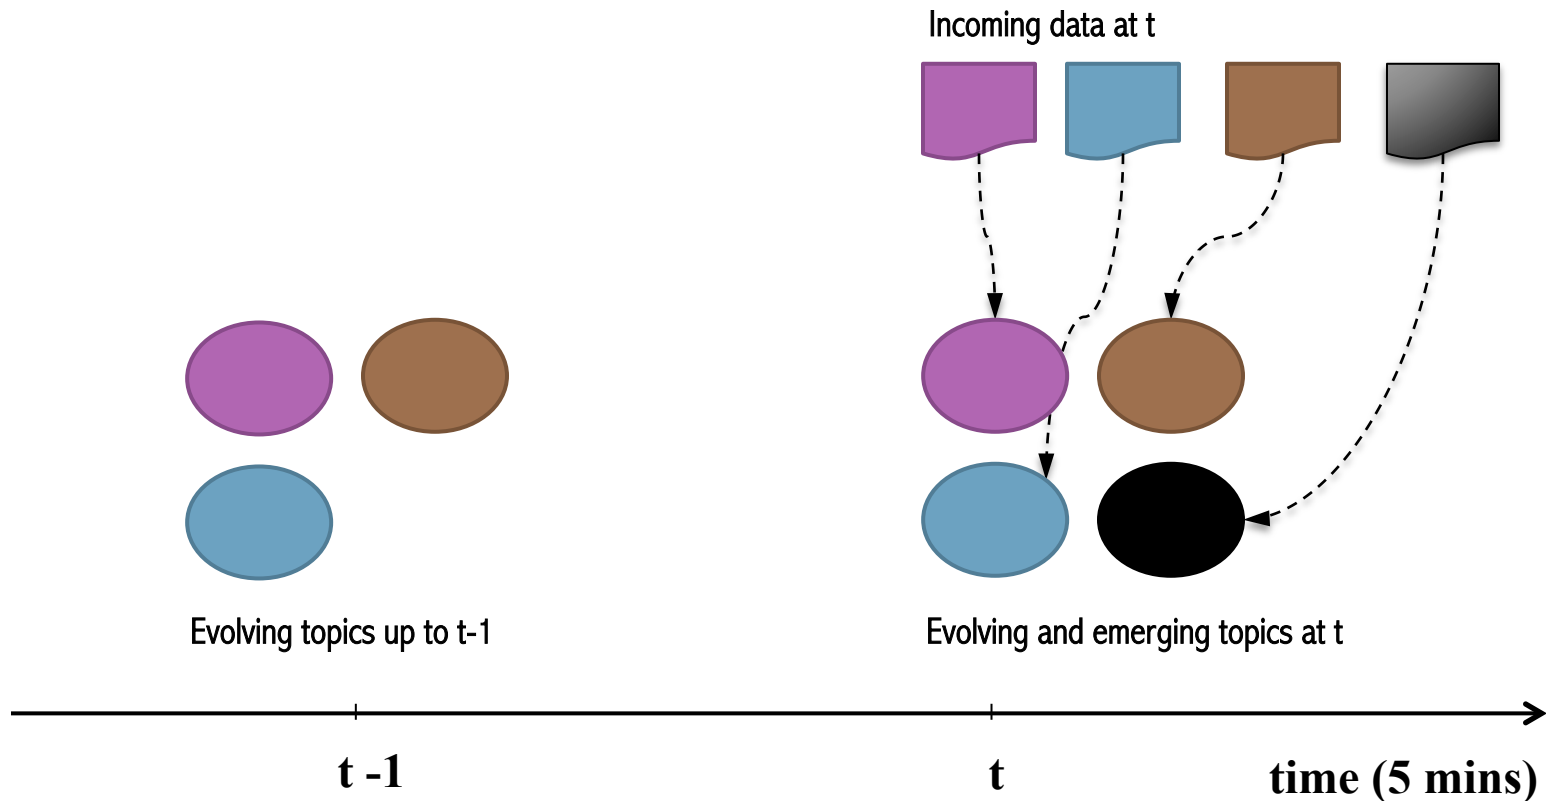 Incoming data at t
Evolving topics up to t-1
Evolving and emerging topics at t
t -1
t
time (5 mins)